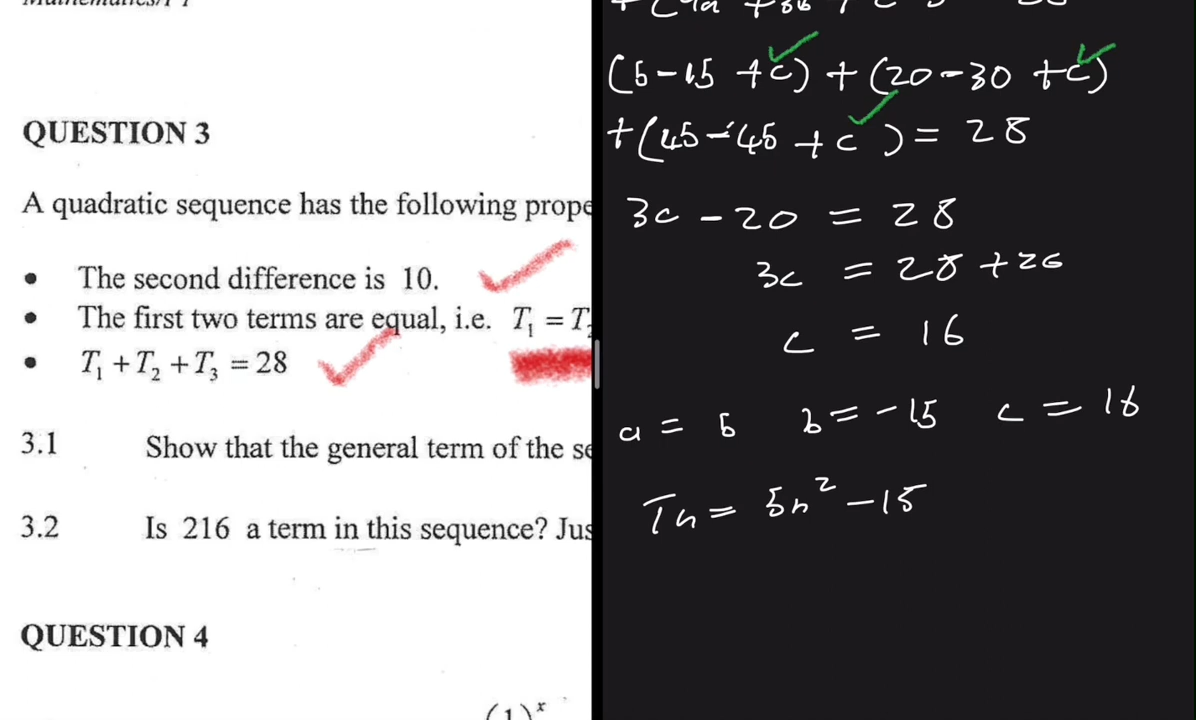 QUESTION 3
A quadratic sequence has the following prope
• The second difference is 10.
• The first two terms are equal, i.e. T₁ = T₂
• T₁ + T₂ + T₃ = 28
3.1 Show that the general term of the se
3.2 Is 216 a term in this sequence? Jus
QUESTION 4
(5 - 15 + c) + (20 - 30 + c)
+ (45 - 45 + c) = 28
3c - 20 = 28
3c = 28 + 20
c = 16
a = 5 b = -15 c = 16
Tn = 5n² - 15